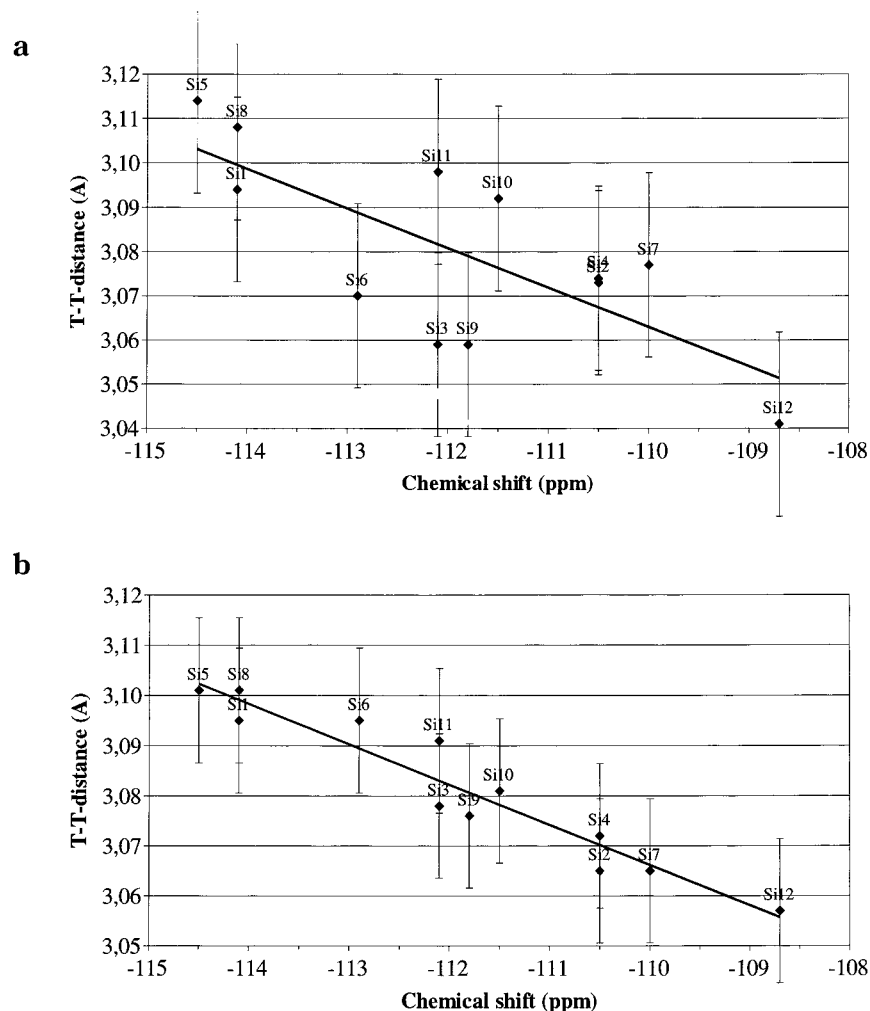 a
3,12
3,11
3,10
3,09
3,08
3,07
3,06
3,05
3,04
T-T-distance (A)
Si5
Si8
Si1
Si11
Si10
Si6
Si4
Si2
Si7
Si3
Si9
Si12
-115
-114
-113
-112
-111
-110
-109
-108
Chemical shift (ppm)
b
3,12
3,11
3,10
3,09
3,08
3,07
3,06
3,05
T-T-distance (A)
Si5
Si8
Si1
Si6
Si11
Si3
Si9
Si10
Si4
Si2
Si7
Si12
-115
-114
-113
-112
-111
-110
-109
-108
Chemical shift (ppm)